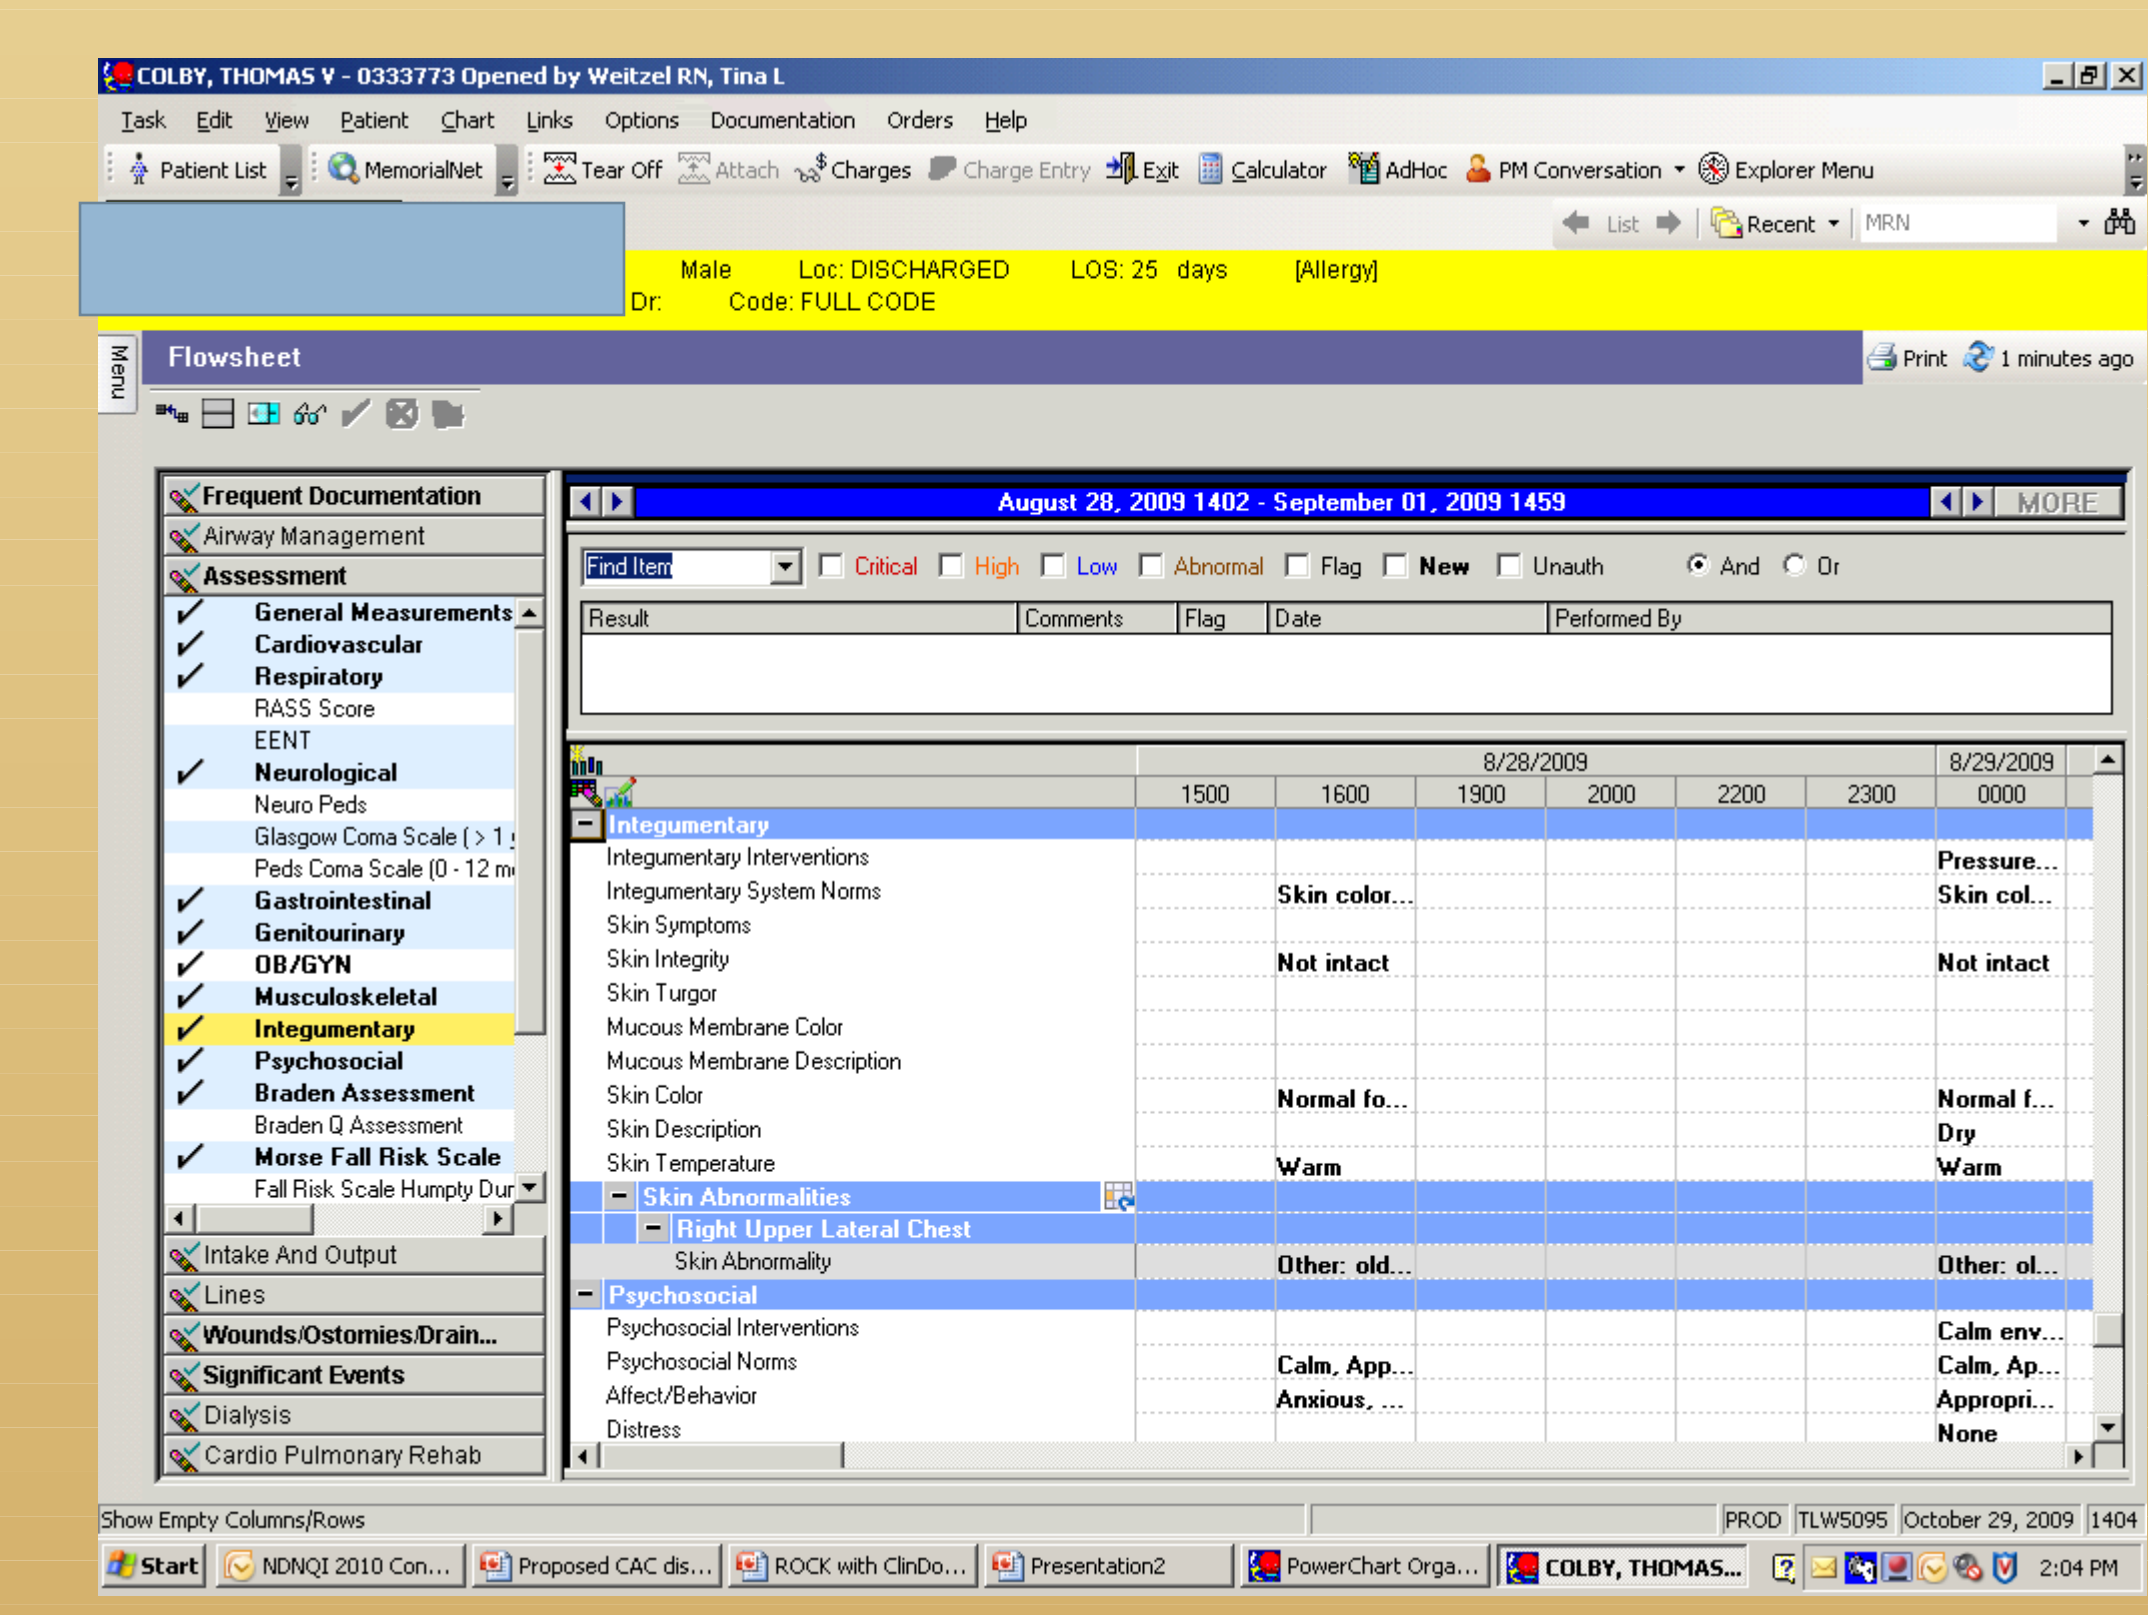 COLBY, THOMAS V - 0333773 Opened by Weitzel RN, Tina L
Task Edit View Patient Chart Links Options Documentation Orders Help
Patient List MemorialNet Tear Off Attach Charges Charge Entry Exit Calculator AdHoc PM Conversation Explorer Menu
List Recent MRN
Male Loc: DISCHARGED LOS: 25 days [Allergy]
Dr: Code: FULL CODE
Menu
Flowsheet Print 1 minutes ago
Frequent Documentation
Airway Management
Assessment
General Measurements
Cardiovascular
Respiratory
RASS Score
EENT
Neurological
Neuro Peds
Glasgow Coma Scale ( > 1
Peds Coma Scale (0 - 12
Gastrointestinal
Genitourinary
OB/GYN
Musculoskeletal
Integumentary
Psychosocial
Braden Assessment
Braden Q Assessment
Morse Fall Risk Scale
Fall Risk Scale Humpty Dur
Intake And Output
Lines
Wounds/Ostomies/Drain...
Significant Events
Dialysis
Cardio Pulmonary Rehab
August 28, 2009 1402 - September 01, 2009 1459 MORE
Find Item Critical High Low Abnormal Flag New Unauth And Or
Result Comments Flag Date Performed By
8/28/2009 8/29/2009
1500 1600 1900 2000 2200 2300 0000
Integumentary
Integumentary Interventions Pressure...
Integumentary System Norms Skin color... Skin col...
Skin Symptoms
Skin Integrity Not intact Not intact
Skin Turgor
Mucous Membrane Color
Mucous Membrane Description
Skin Color Normal fo... Normal f...
Skin Description Dry
Skin Temperature Warm Warm
Skin Abnormalities
Right Upper Lateral Chest
Skin Abnormality Other: old... Other: ol...
Psychosocial
Psychosocial Interventions Calm env...
Psychosocial Norms Calm, App... Calm, Ap...
Affect/Behavior Anxious, ... Appropri...
Distress None
Show Empty Columns/Rows PROD TLW5095 October 29, 2009 1404
Start NDNQI 2010 Con... Proposed CAC dis... ROCK with ClinDo... Presentation2 PowerChart Orga... COLBY, THOMAS... 2:04 PM